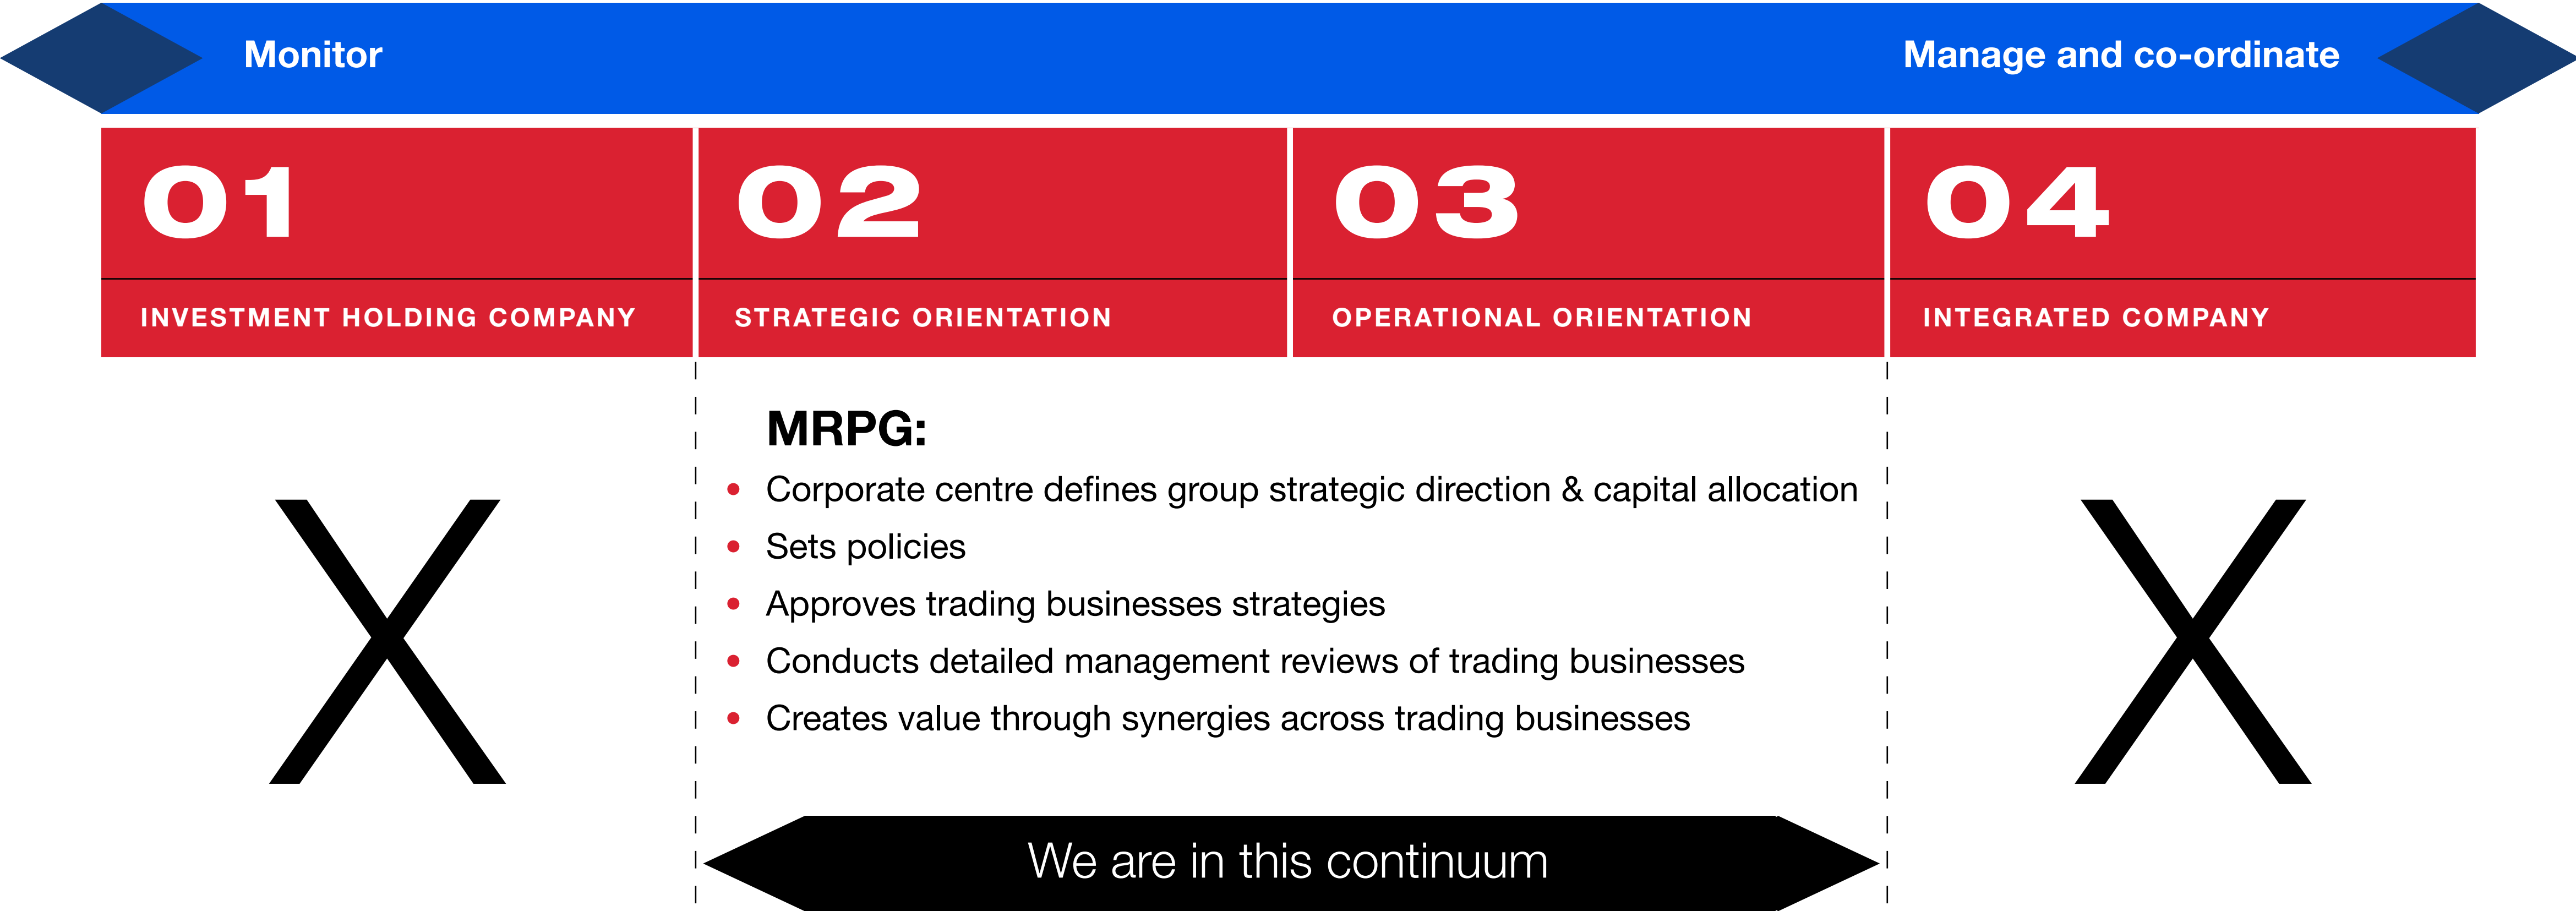 Monitor
Manage and co-ordinate
01
02
03
04
INVESTMENT HOLDING COMPANY
STRATEGIC ORIENTATION
OPERATIONAL ORIENTATION
INTEGRATED COMPANY
MRPG:
• Corporate centre defines group strategic direction & capital allocation
• Sets policies
• Approves trading businesses strategies
• Conducts detailed management reviews of trading businesses
• Creates value through synergies across trading businesses
X
X
We are in this continuum